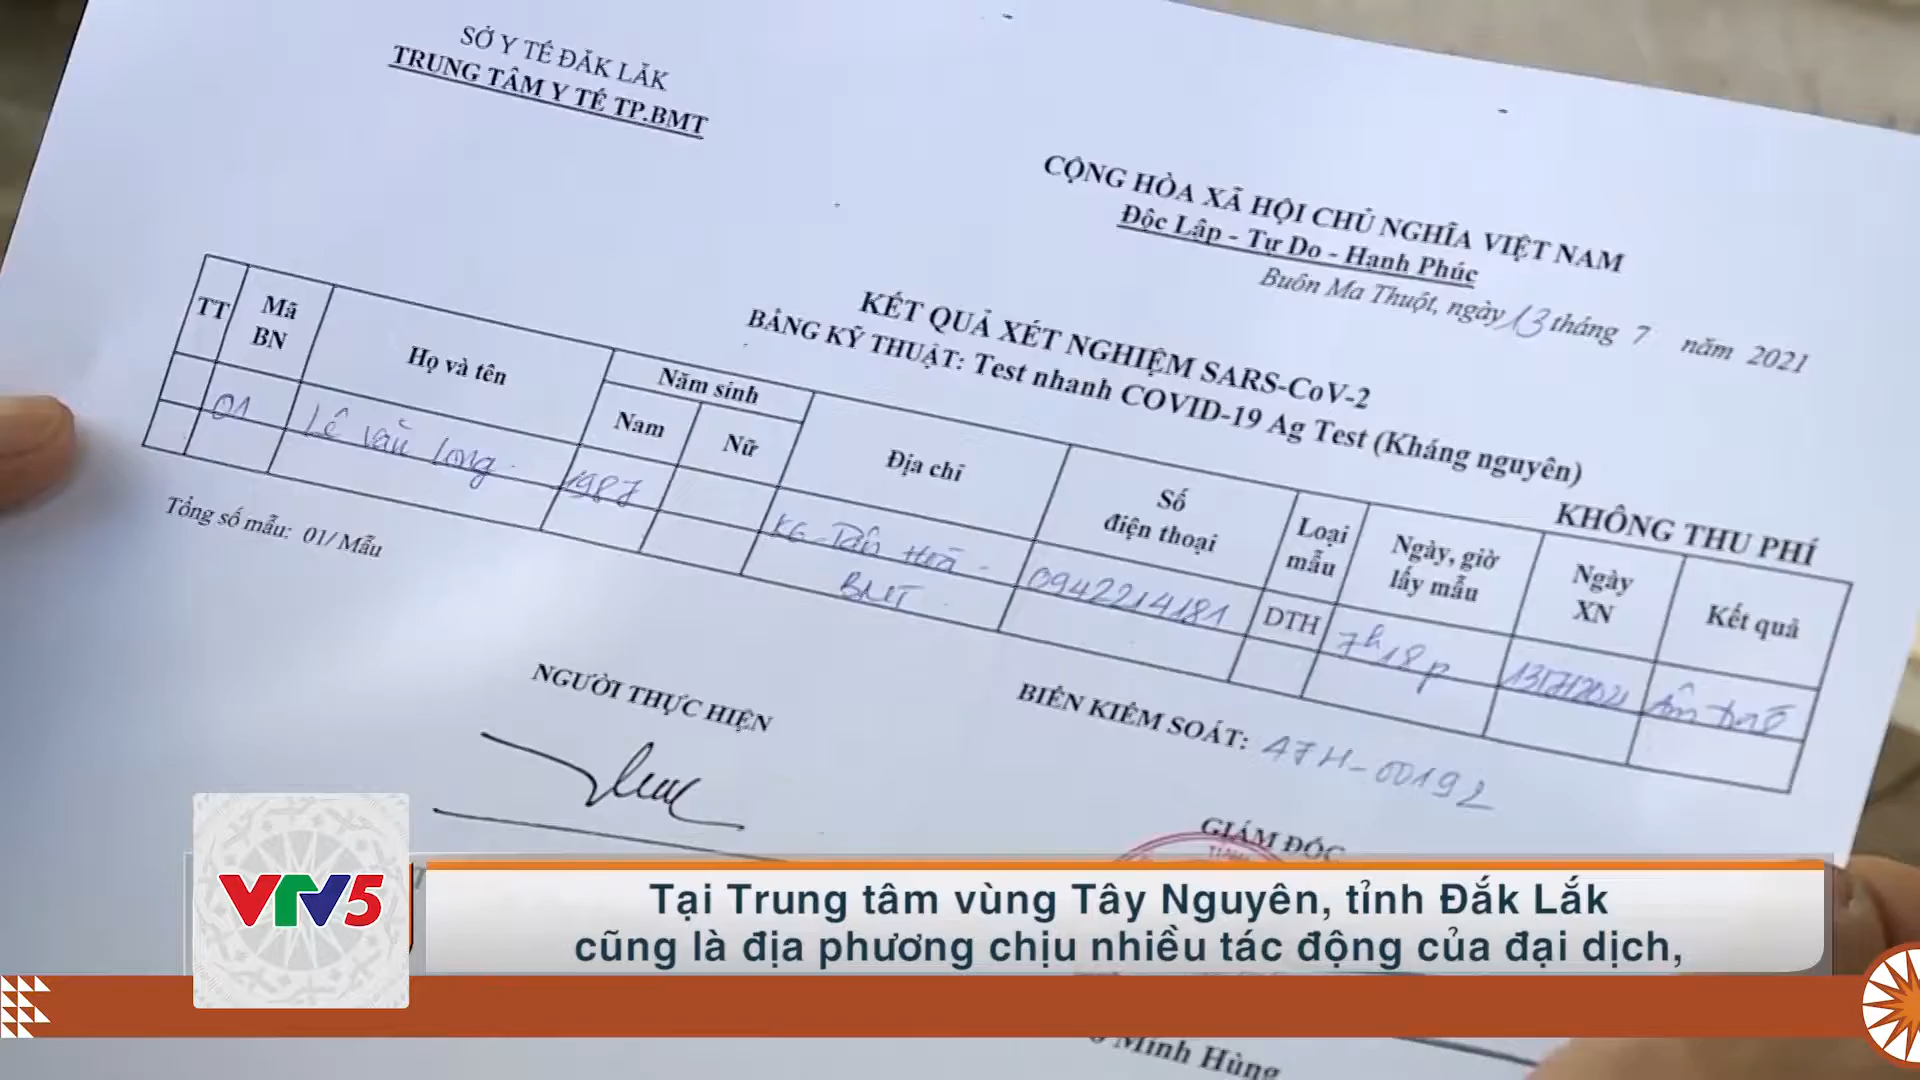 SỞ Y TẾ ĐẮK LẮK
TRUNG TÂM Y TẾ TP.BMT
CỘNG HÒA XÃ HỘI CHỦ NGHĨA VIỆT NAM
Độc Lập - Tự Do - Hạnh Phúc
Buôn Ma Thuột, ngày 13 tháng 7 năm 2021
KẾT QUẢ XÉT NGHIỆM SARS-CoV-2
BẰNG KỸ THUẬT: Test nhanh COVID-19 Ag Test (Kháng nguyên)
KHÔNG THU PHÍ
TT Mã BN Họ và tên Năm sinh Nam Nữ Địa chỉ Số điện thoại Loại mẫu Ngày, giờ lấy mẫu Ngày XN Kết quả
01 Lê Văn Long 1987 KG-Tân Hoà - BMT 0942214181 DTH 7h18p 13/7/2021 Âm tính
Tổng số mẫu: 01/ Mẫu
NGƯỜI THỰC HIỆN
BIÊN KIỂM SOÁT: A7H-00192
GIÁM ĐỐC
Minh Hùng
VTV5
Tại Trung tâm vùng Tây Nguyên, tỉnh Đắk Lắk
cũng là địa phương chịu nhiều tác động của đại dịch,